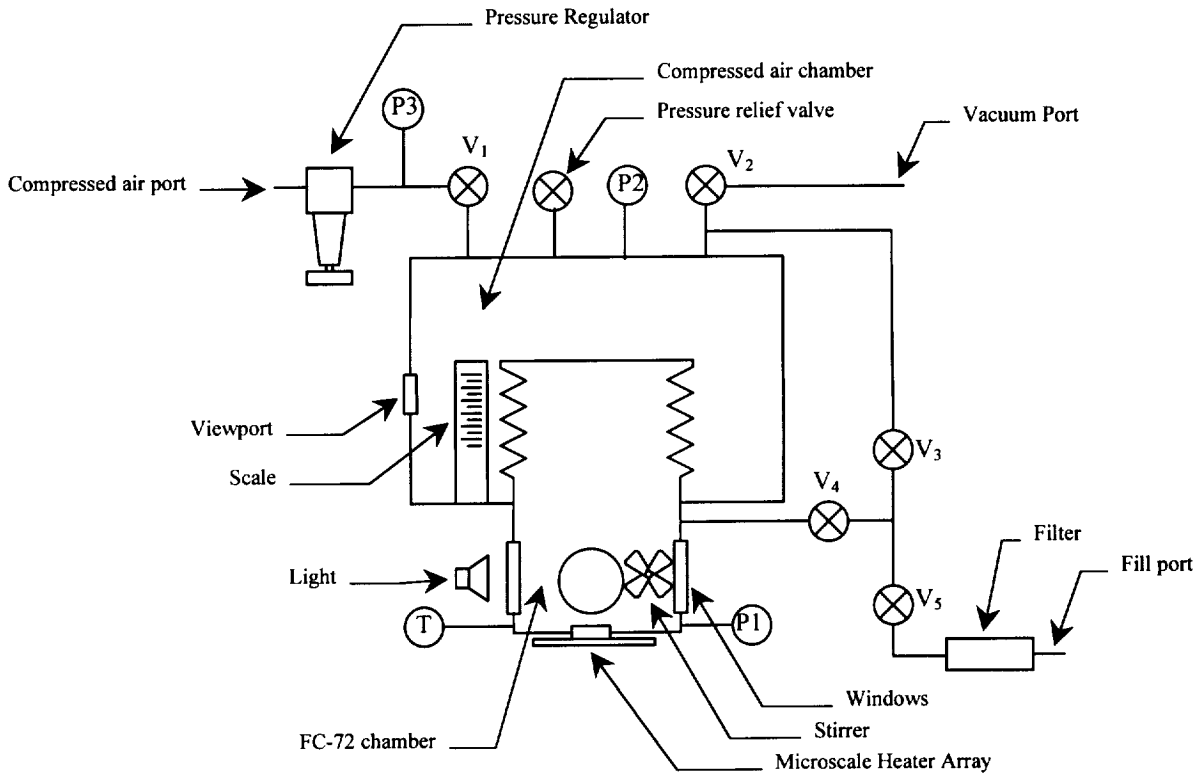 Pressure Regulator
Compressed air chamber
P3
Pressure relief valve
Vacuum Port
V1
V2
Compressed air port
P2
Viewport
V3
Scale
V4
Filter
Fill port
Light
V5
T
P1
Windows
FC-72 chamber
Stirrer
Microscale Heater Array